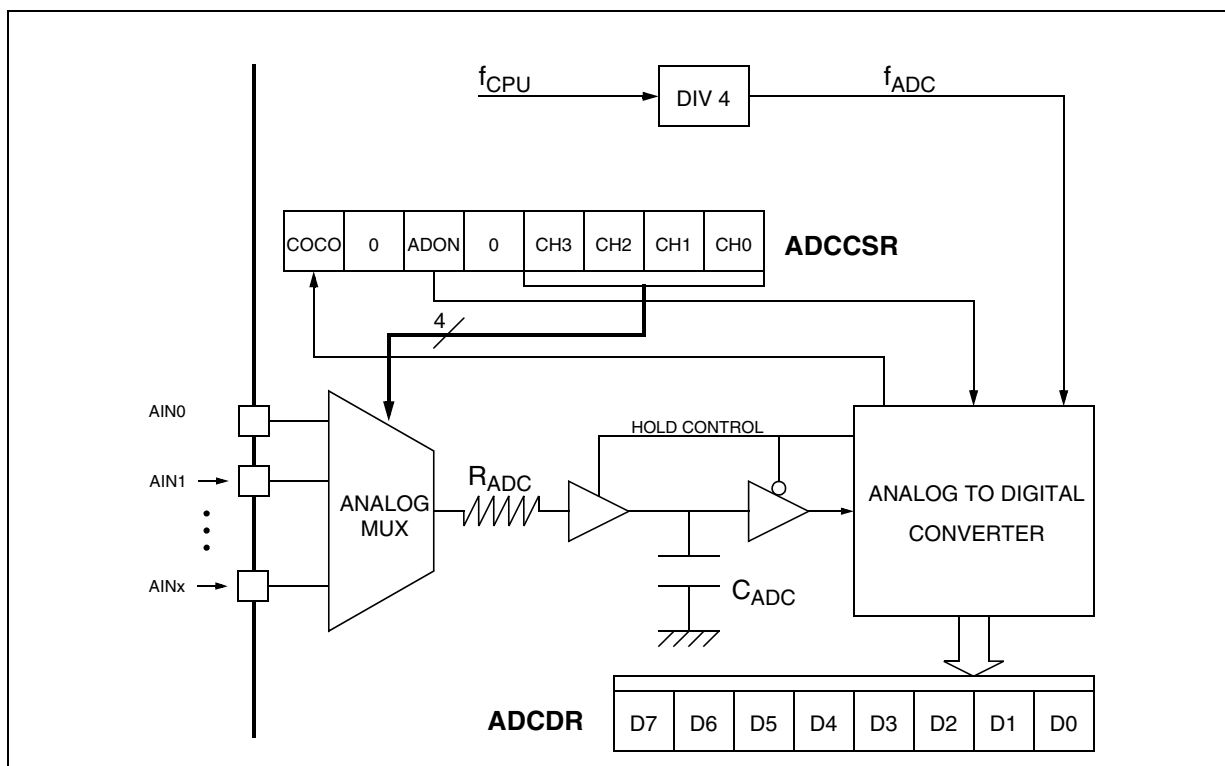 fCPU
DIV 4
fADC
COCO 0 ADON 0 CH3 CH2 CH1 CH0
ADCCSR
4
AIN0
HOLD CONTROL
AIN1
RADC
ANALOG
MUX
ANALOG TO DIGITAL
CONVERTER
AINx
CADC
ADCDR
D7 D6 D5 D4 D3 D2 D1 D0